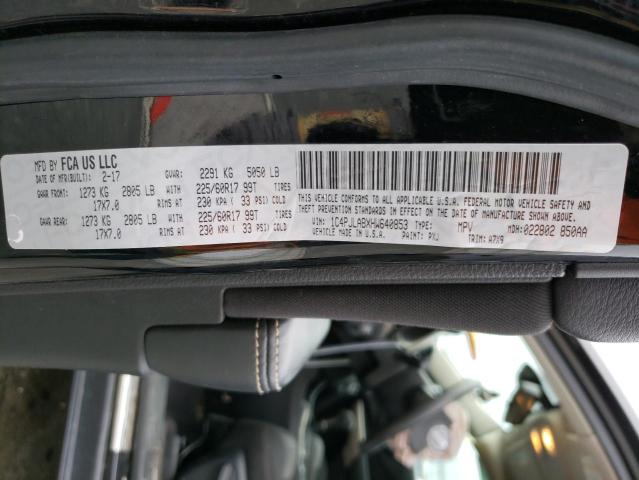 MFD BY FCA US LLC
DATE OF MFR(BUILT): 2-17 GVWR: 2291 KG 5050 LB
GAWR FRONT: 1273 KG 2805 LB WITH 225/60R17 99T TIRES
17X7.0 RIMS AT 230 KPA ( 33 PSI) COLD
GAWR REAR: 1273 KG 2805 LB WITH 225/60R17 99T TIRES
17X7.0 RIMS AT 230 KPA ( 33 PSI) COLD
THIS VEHICLE CONFORMS TO ALL APPLICABLE U.S.A. FEDERAL MOTOR VEHICLE SAFETY AND
THEFT PREVENTION STANDARDS IN EFFECT ON THE DATE OF MANUFACTURE SHOWN ABOVE.
VIN: 1C4PJLABXHW640853 MPV MDH:022802 850AA
VEHICLE MADE IN U.S.A. PAINT: PXJ TRIM: A7X9